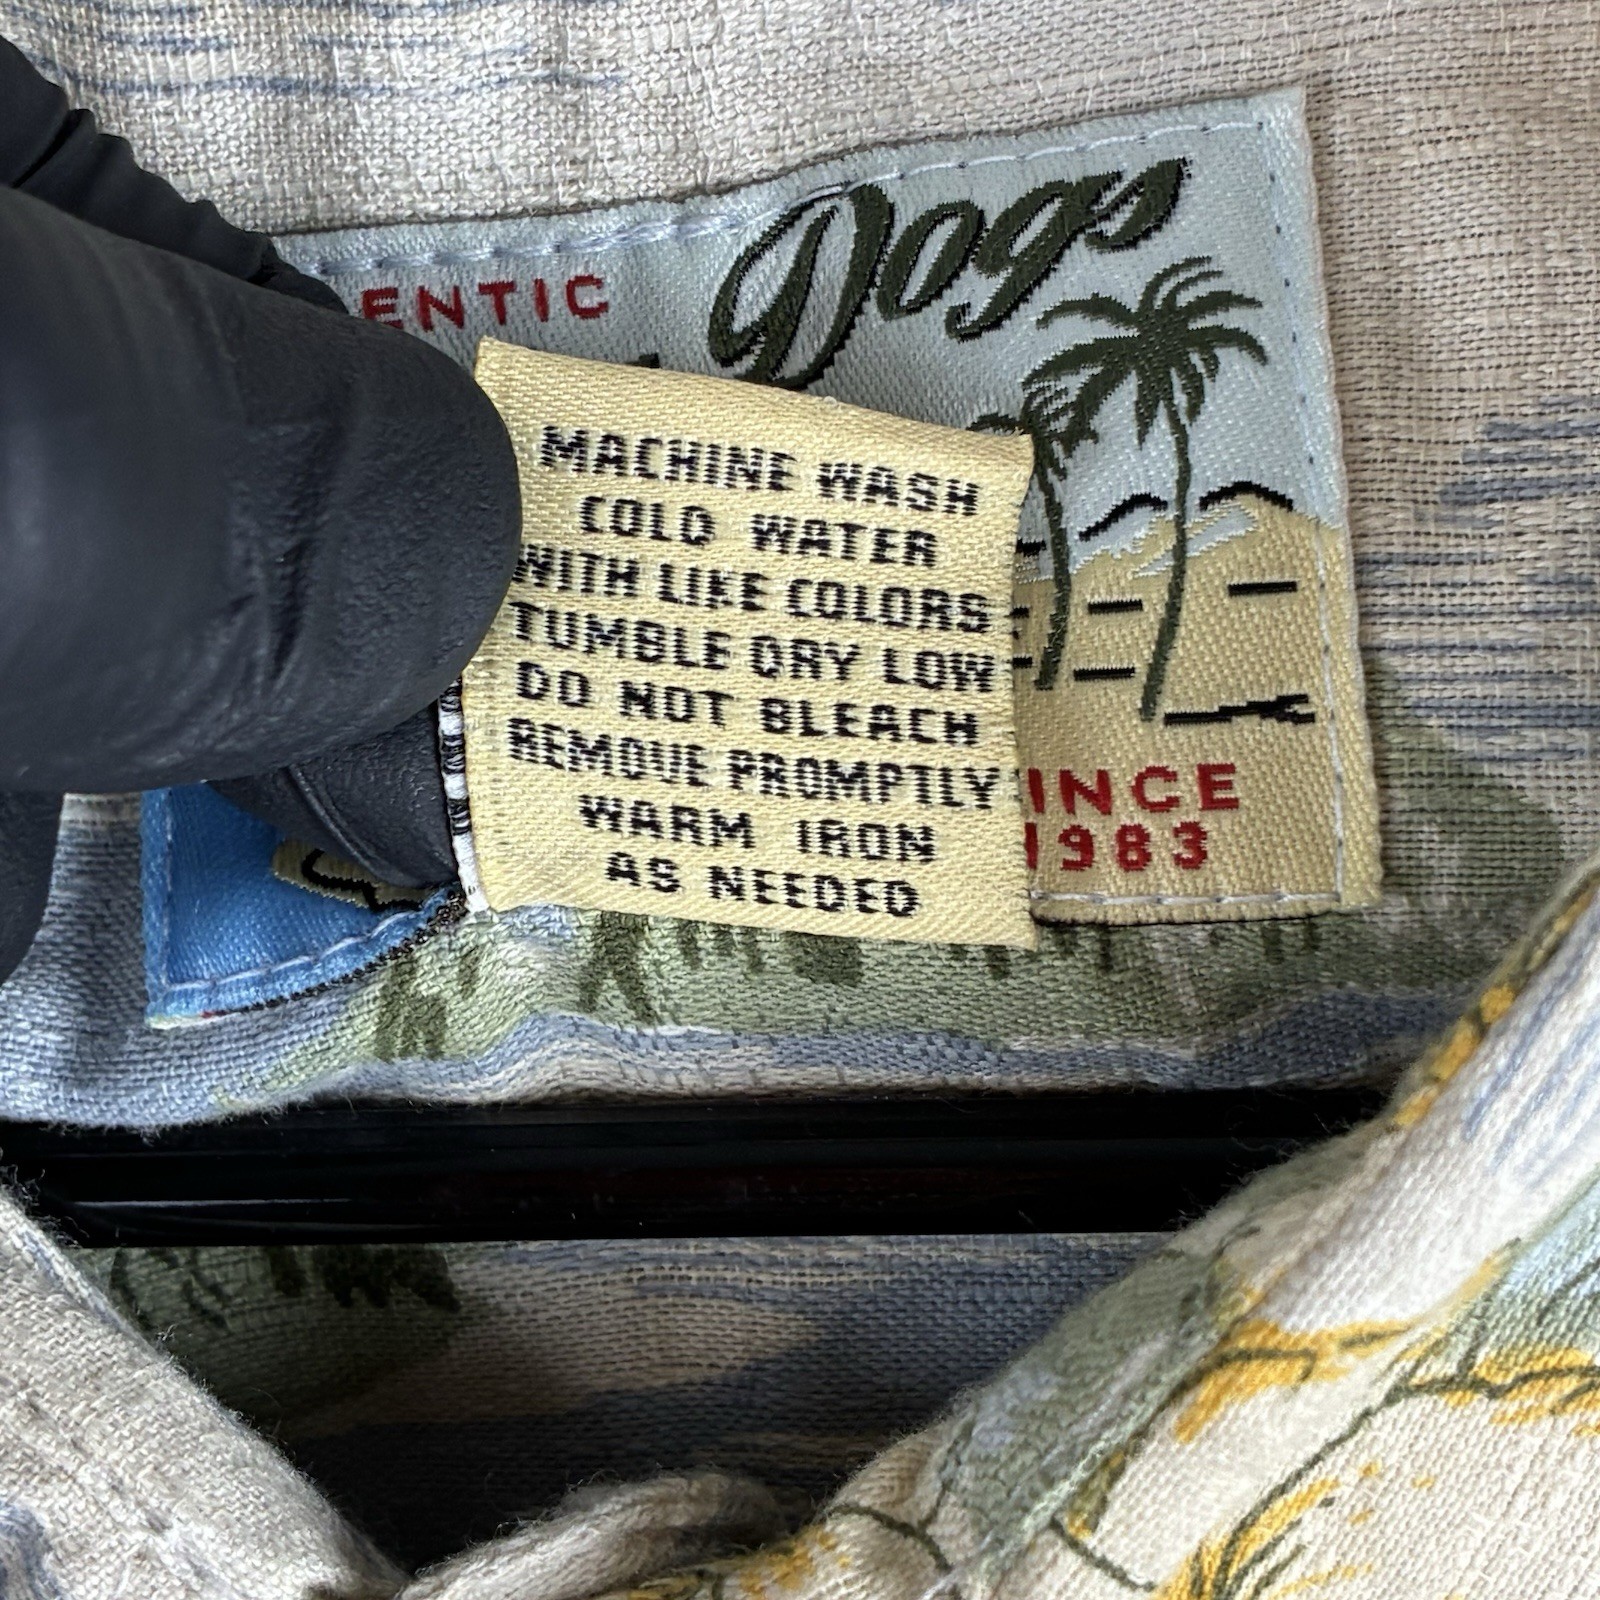 Dogs
ENTIC
MACHINE WASH
COLD WATER
WITH LIKE COLORS
TUMBLE DRY LOW
DO NOT BLEACH
REMOVE PROMPTLY
WARM IRON
AS NEEDED
INCE
1983